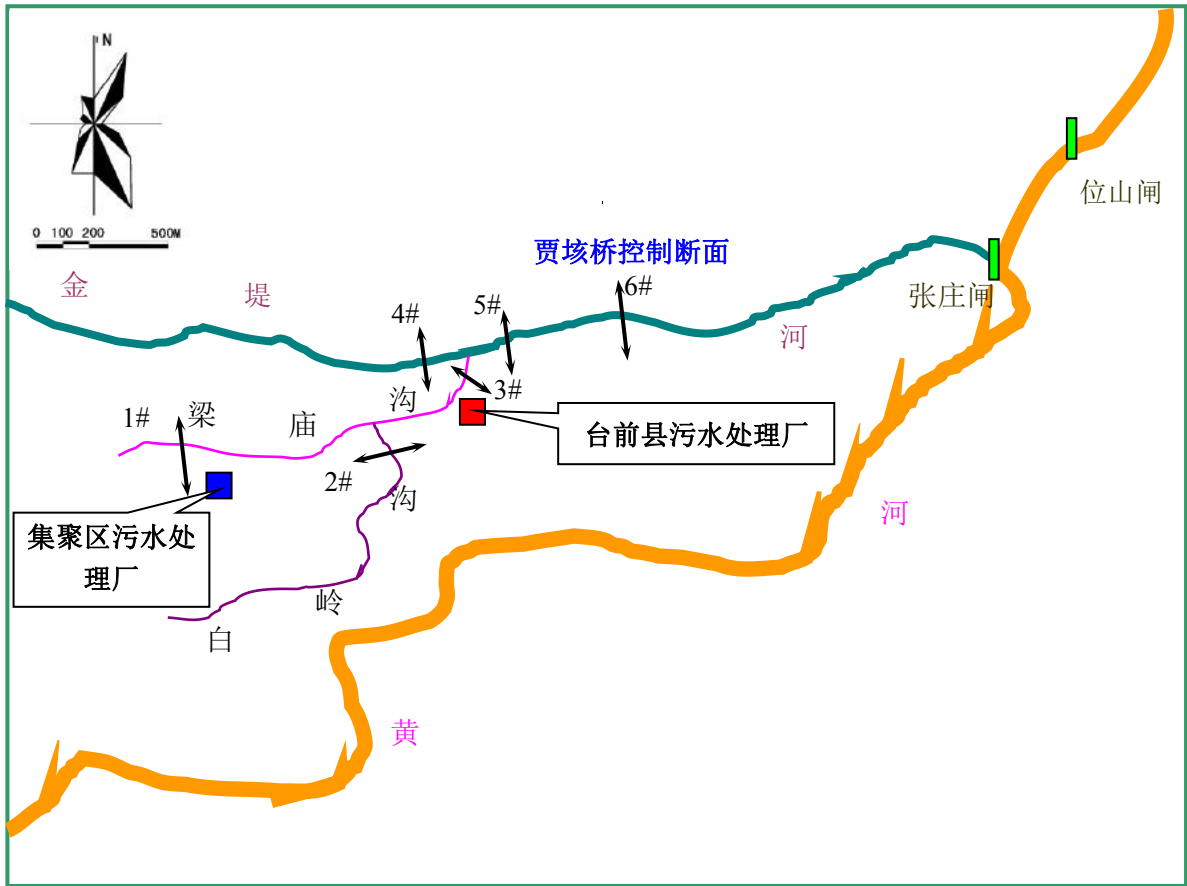 N
0 100 200 500M
位山闸
贾垓桥控制断面
金 堤 河
6#
张庄闸
5#
4#
3#
1#
梁 庙 沟
台前县污水处理厂
2#
集聚区污水处
理厂
白 岭 沟
黄 河